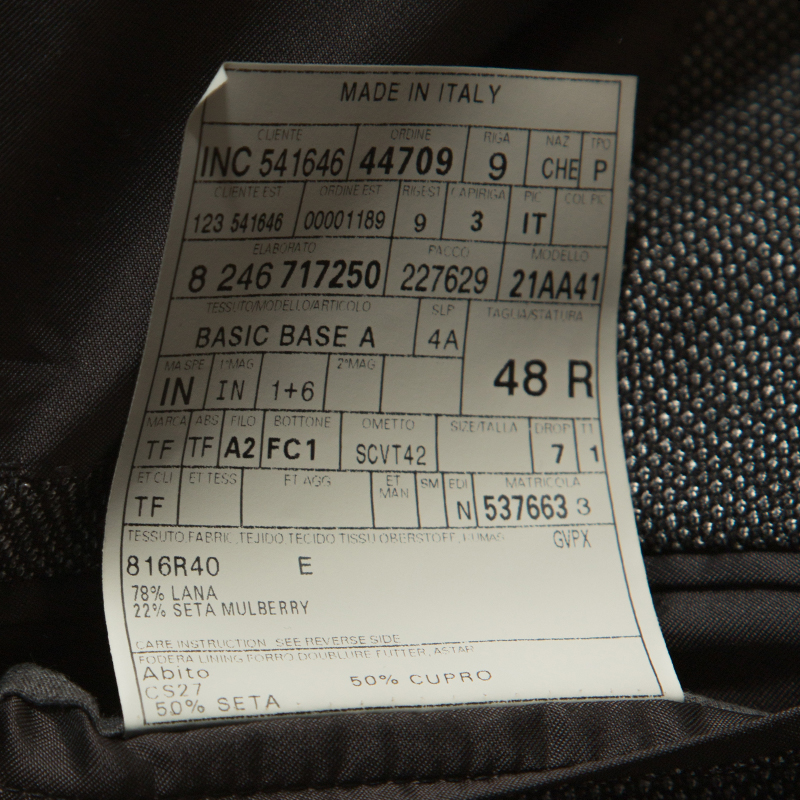 MADE IN ITALY
CLIENTE ORDINE RIGA NAZ TPO
INC 541646 44709 9 CHE P
CLIENTE EST ORDINE EST RIGEST CAPIRIGA PIC COL PIC
123 541646 00001189 9 3 IT
ELABORATO PACCO MODELLO
8 246 717250 227629 21AA41
TESSUTO/MODELLO/ARTICOLO SLP TAGLIA/STATURA
BASIC BASE A 4A
48 R
MA SPE 1°MAG 2°MAG
IN IN 1+6
MARCA ABS FILO BOTTONE OMETTO SIZE/TALLA DROP
TF TF A2 FC1 SCVT42 7 1
ET CLI ET TESS ET AGG ET MAN SM EDI MATRICOLA
TF N 537663 3
TESSUTO FABRIC TEJIDO TECIDO TISSU OBERSTOFF GVPX
816R40 E
78% LANA
22% SETA MULBERRY
CARE INSTRUCTION SEE REVERSE SIDE
FODERA LINING FORRO DOUBLURE FUTTER ASTAR
Abito
CS27 50% CUPRO
50% SETA